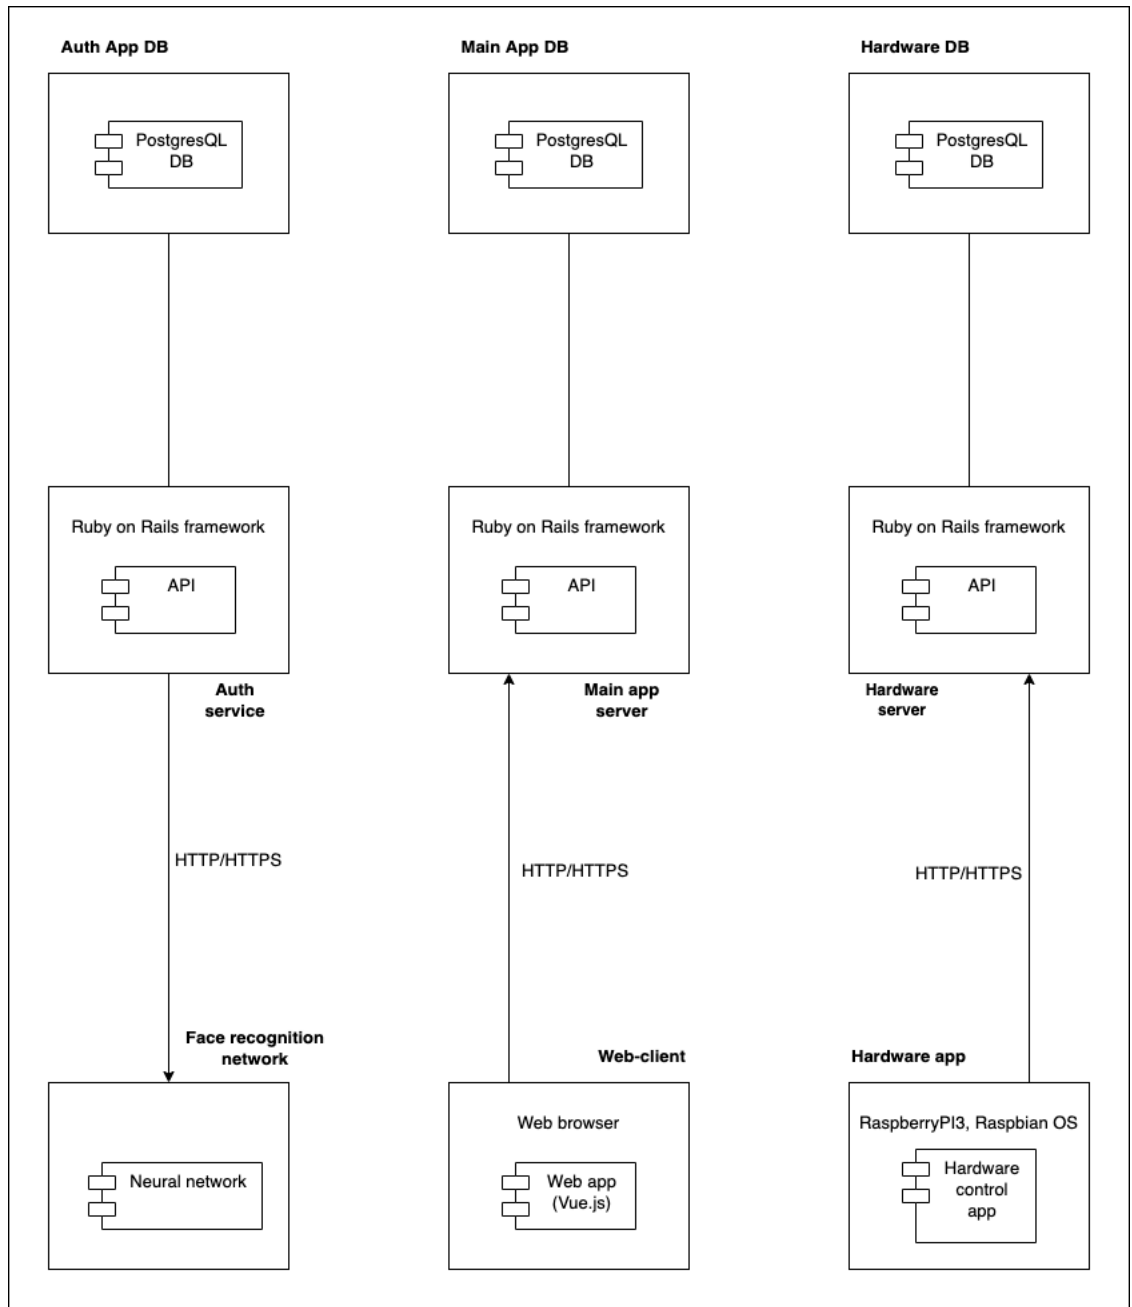 Auth App DB
Main App DB
Hardware DB
PostgresQL
DB
PostgresQL
DB
PostgresQL
DB
Ruby on Rails framework
API
Ruby on Rails framework
API
Ruby on Rails framework
API
Auth
service
Main app
server
Hardware
server
HTTP/HTTPS
HTTP/HTTPS
HTTP/HTTPS
Face recognition
network
Web-client
Hardware app
Neural network
Web browser
Web app
(Vue.js)
RaspberryPI3, Raspbian OS
Hardware
control
app